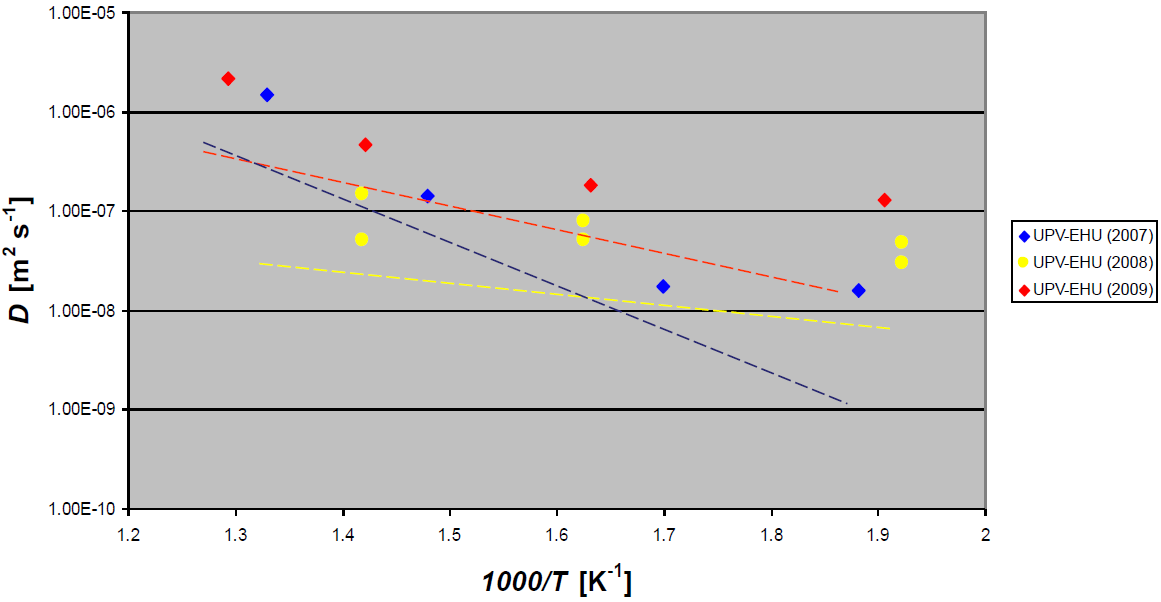 1.00E-05
1.00E-06
1.00E-07
1.00E-08
1.00E-09
1.00E-10
D [m² s⁻¹]
1.2 1.3 1.4 1.5 1.6 1.7 1.8 1.9 2
1000/T [K⁻¹]
UPV-EHU (2007)
UPV-EHU (2008)
UPV-EHU (2009)